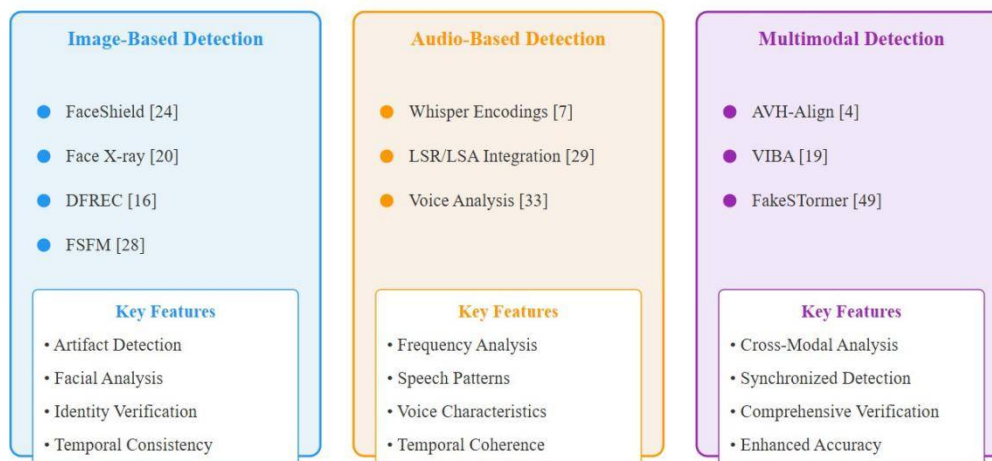 Image-Based Detection
FaceShield [24]
Face X-ray [20]
DFREC [16]
FSFM [28]
Key Features
• Artifact Detection
• Facial Analysis
• Identity Verification
• Temporal Consistency
Audio-Based Detection
Whisper Encodings [7]
LSR/LSA Integration [29]
Voice Analysis [33]
Key Features
• Frequency Analysis
• Speech Patterns
• Voice Characteristics
• Temporal Coherence
Multimodal Detection
AVH-Align [4]
VIBA [19]
FakeSTormer [49]
Key Features
• Cross-Modal Analysis
• Synchronized Detection
• Comprehensive Verification
• Enhanced Accuracy